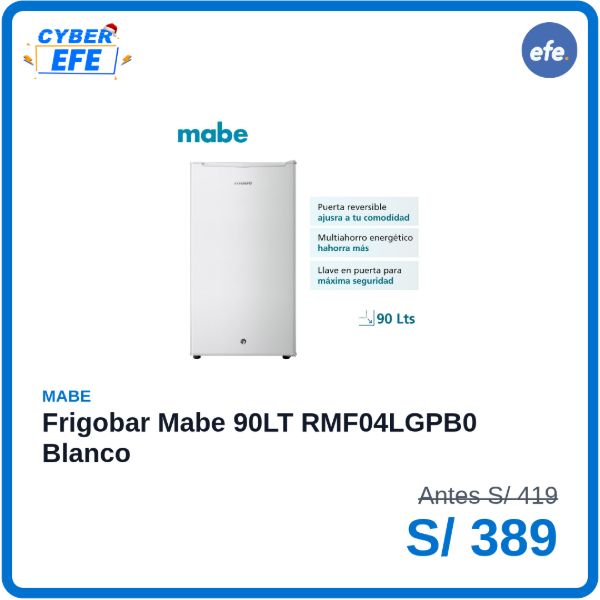 CYBER
EFE
efe.
mabe
Puerta reversible
ajusra a tu comodidad
Multiahorro energético
hahorra más
Llave en puerta para
máxima seguridad
90 Lts
MABE
Frigobar Mabe 90LT RMF04LGPB0
Blanco
Antes S/ 419
S/ 389